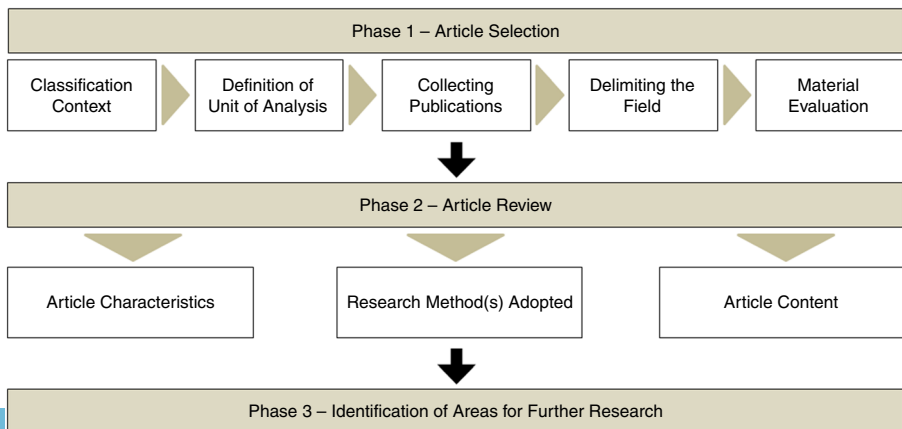 Phase 1 – Article Selection
Classification
Context
Definition of
Unit of Analysis
Collecting
Publications
Delimiting the
Field
Material
Evaluation
Phase 2 – Article Review
Article Characteristics
Research Method(s) Adopted
Article Content
Phase 3 – Identification of Areas for Further Research